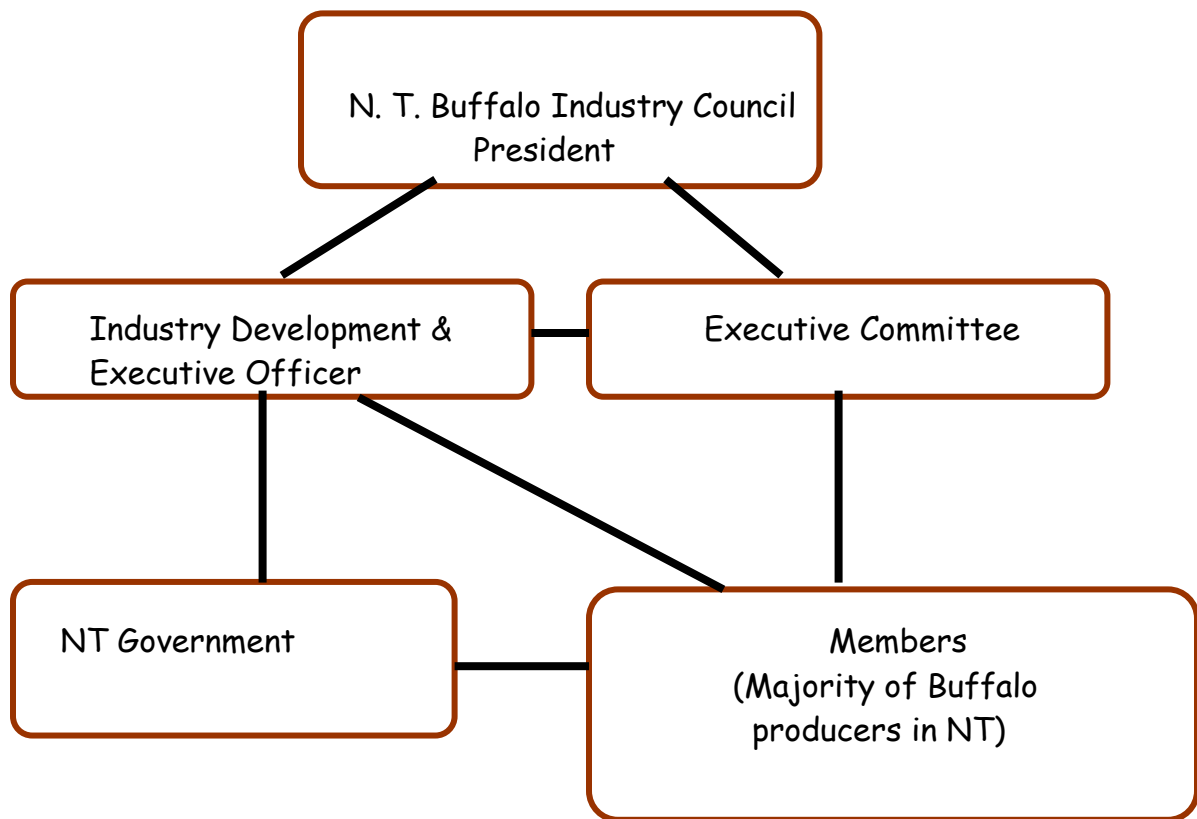 N. T. Buffalo Industry Council
President
Industry Development &
Executive Officer
Executive Committee
NT Government
Members
(Majority of Buffalo
producers in NT)